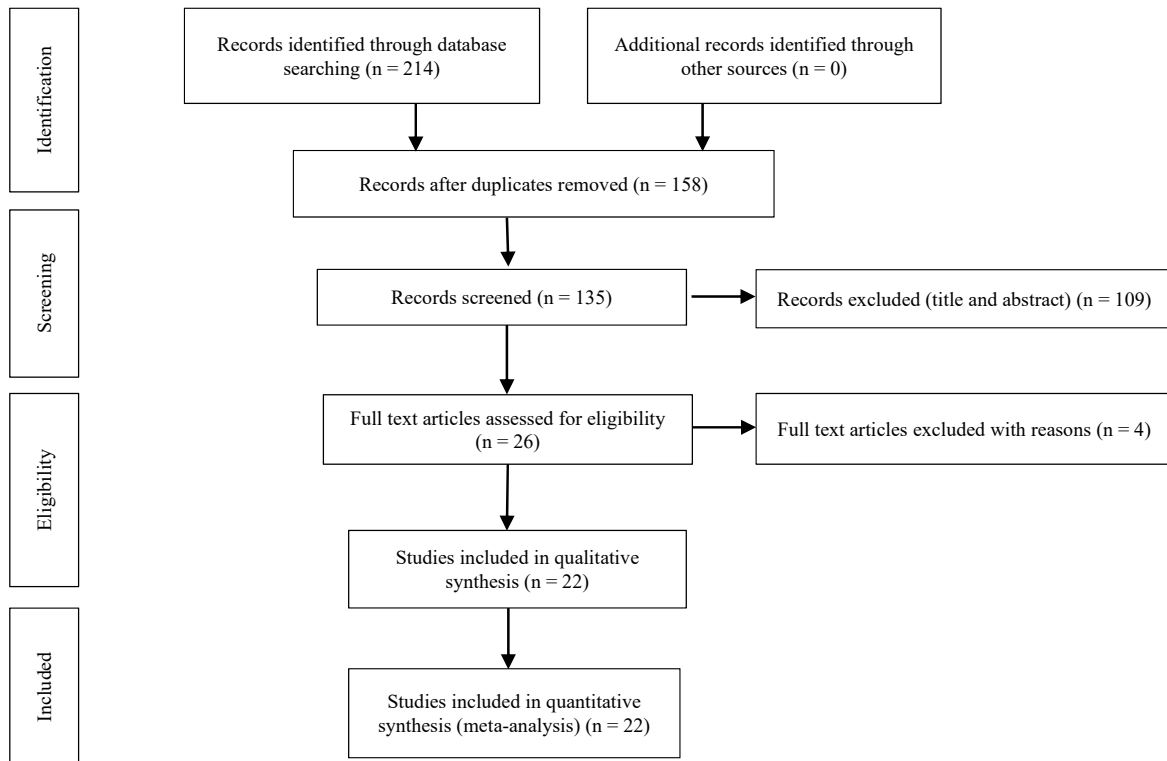 Identification
Records identified through database
searching (n = 214)
Additional records identified through
other sources (n = 0)
Records after duplicates removed (n = 158)
Screening
Records screened (n = 135)
Records excluded (title and abstract) (n = 109)
Eligibility
Full text articles assessed for eligibility
(n = 26)
Full text articles excluded with reasons (n = 4)
Studies included in qualitative
synthesis (n = 22)
Included
Studies included in quantitative
synthesis (meta-analysis) (n = 22)